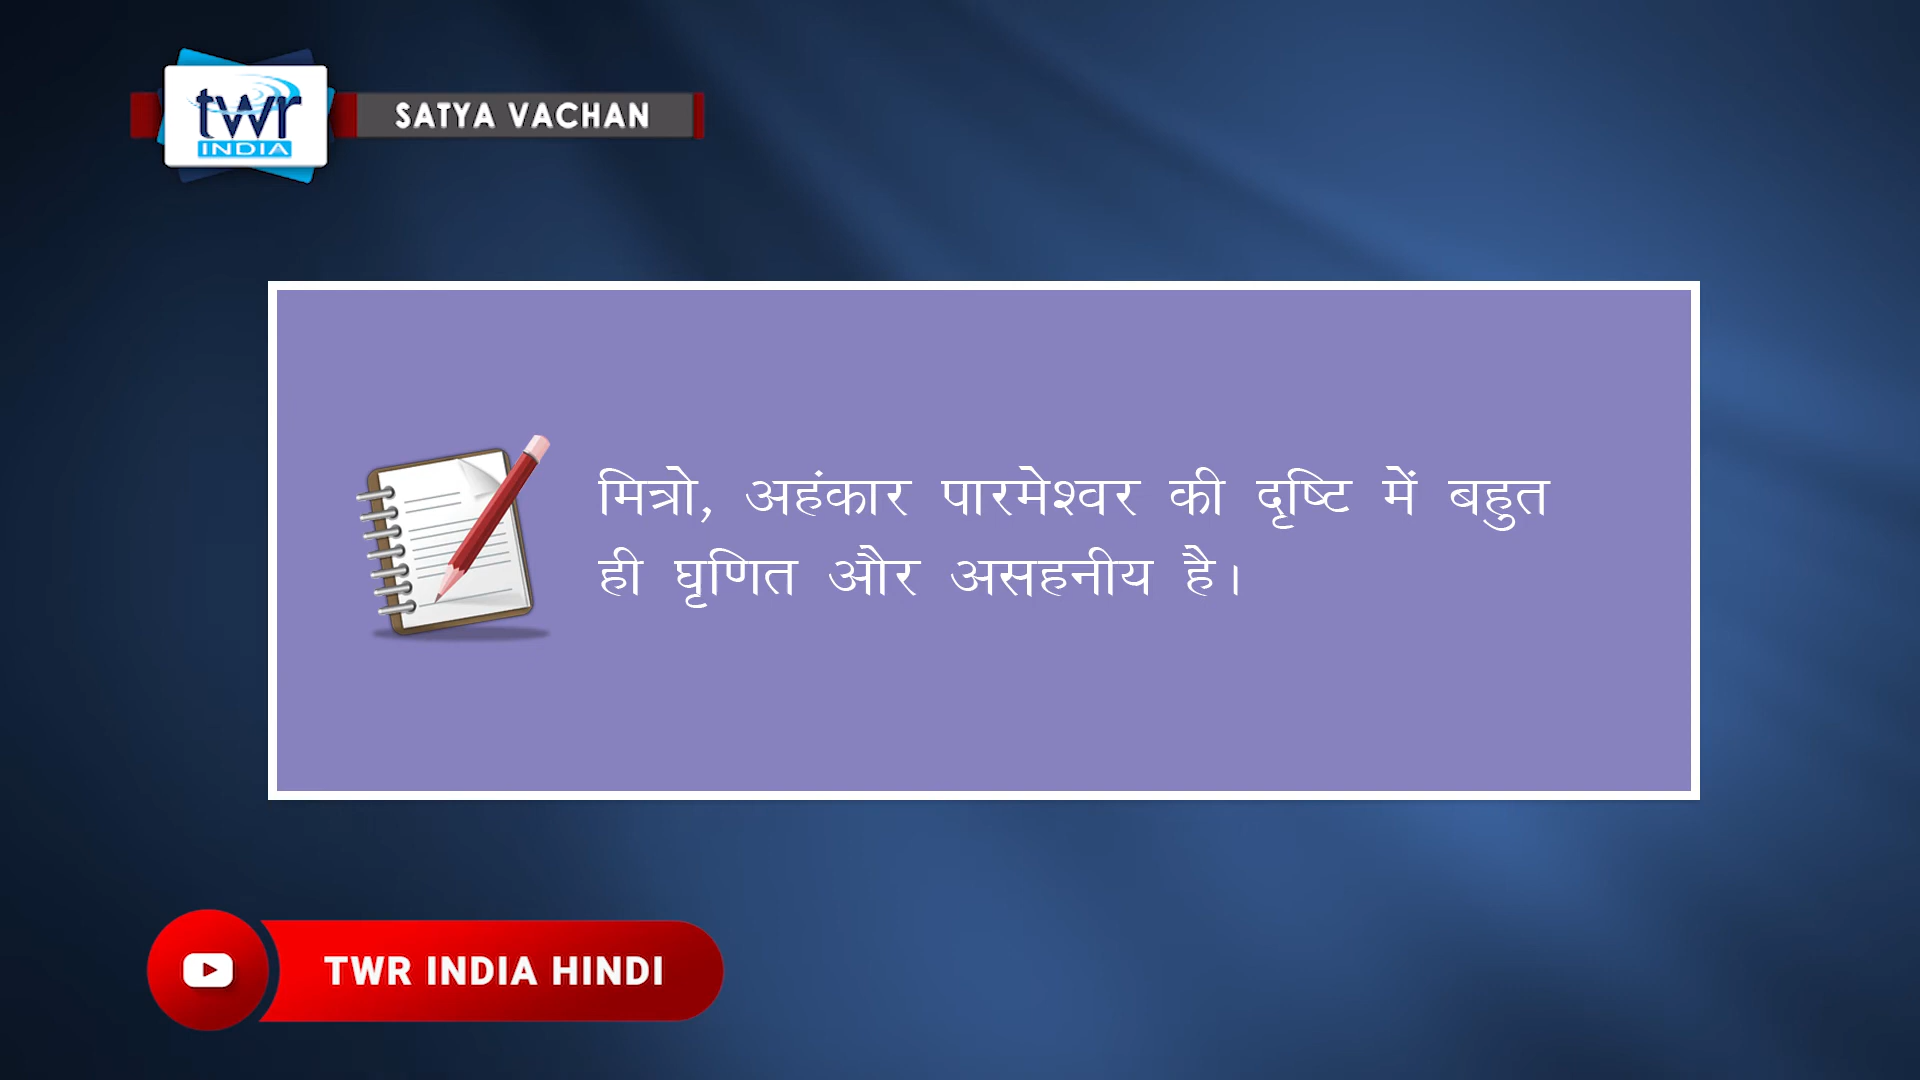 twr
INDIA
SATYA VACHAN
मित्रो, अहंकार पारमेश्वर की दृष्टि में बहुत
ही घृणित और असहनीय है।
TWR INDIA HINDI